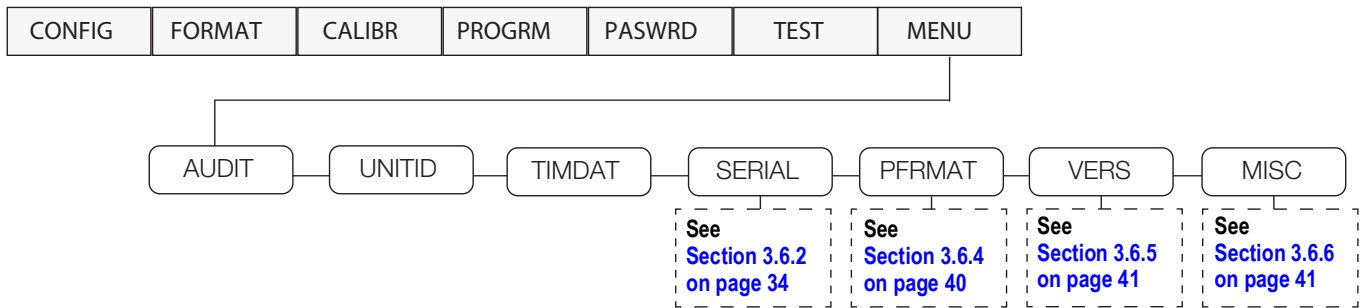 CONFIG FORMAT CALIBR PROGRM PASWRD TEST MENU
AUDIT UNITID TIMDAT SERIAL PFRMAT VERS MISC
See
Section 3.6.2
on page 34
See
Section 3.6.4
on page 40
See
Section 3.6.5
on page 41
See
Section 3.6.6
on page 41